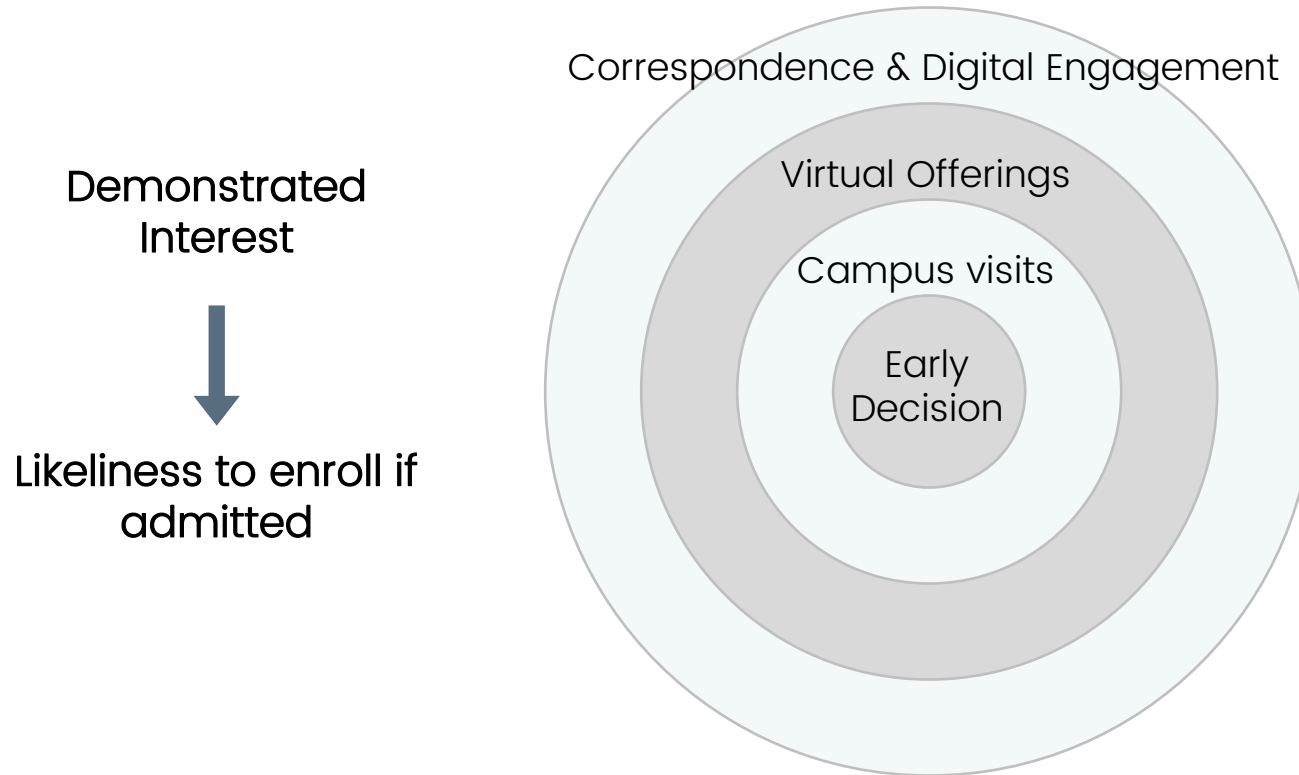 Demonstrated
Interest
Likeliness to enroll if
admitted
Correspondence & Digital Engagement
Virtual Offerings
Campus visits
Early
Decision